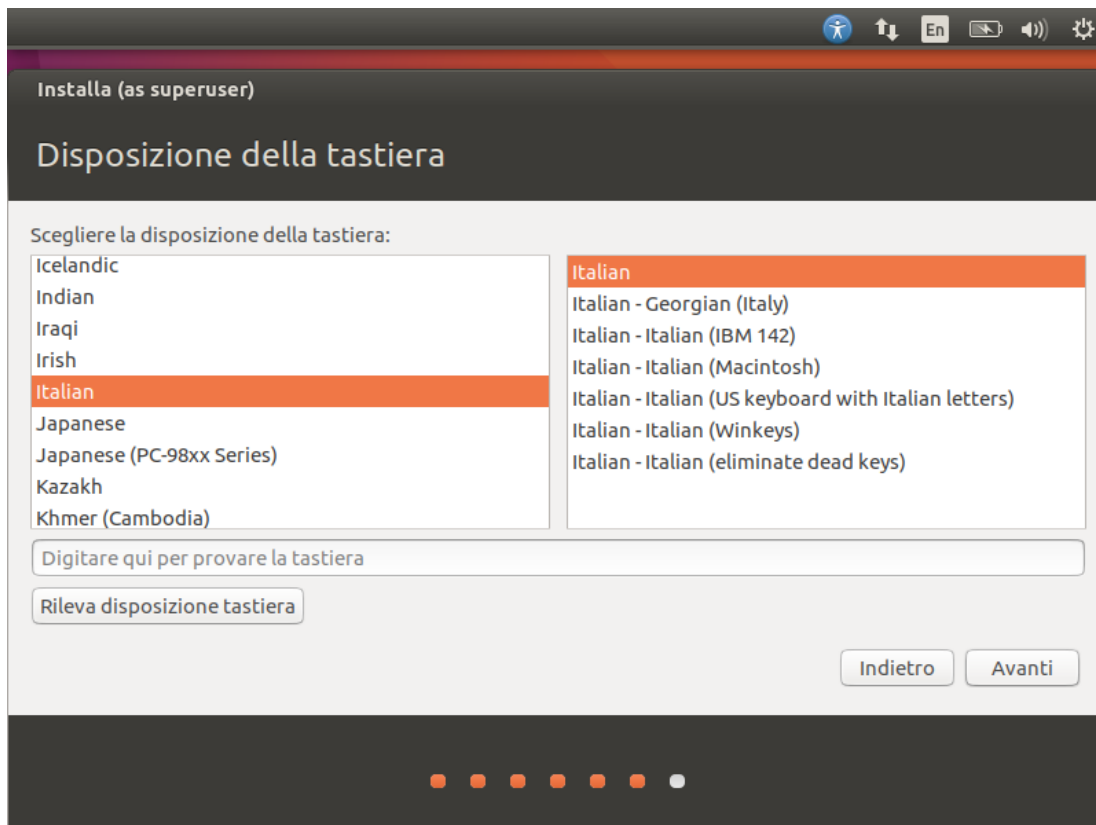 En
Installa (as superuser)
Disposizione della tastiera
Scegliere la disposizione della tastiera:
Icelandic
Indian
Iraqi
Irish
Italian
Japanese
Japanese (PC-98xx Series)
Kazakh
Khmer (Cambodia)
Italian
Italian - Georgian (Italy)
Italian - Italian (IBM 142)
Italian - Italian (Macintosh)
Italian - Italian (US keyboard with Italian letters)
Italian - Italian (Winkeys)
Italian - Italian (eliminate dead keys)
Digitare qui per provare la tastiera
Rileva disposizione tastiera
Indietro
Avanti